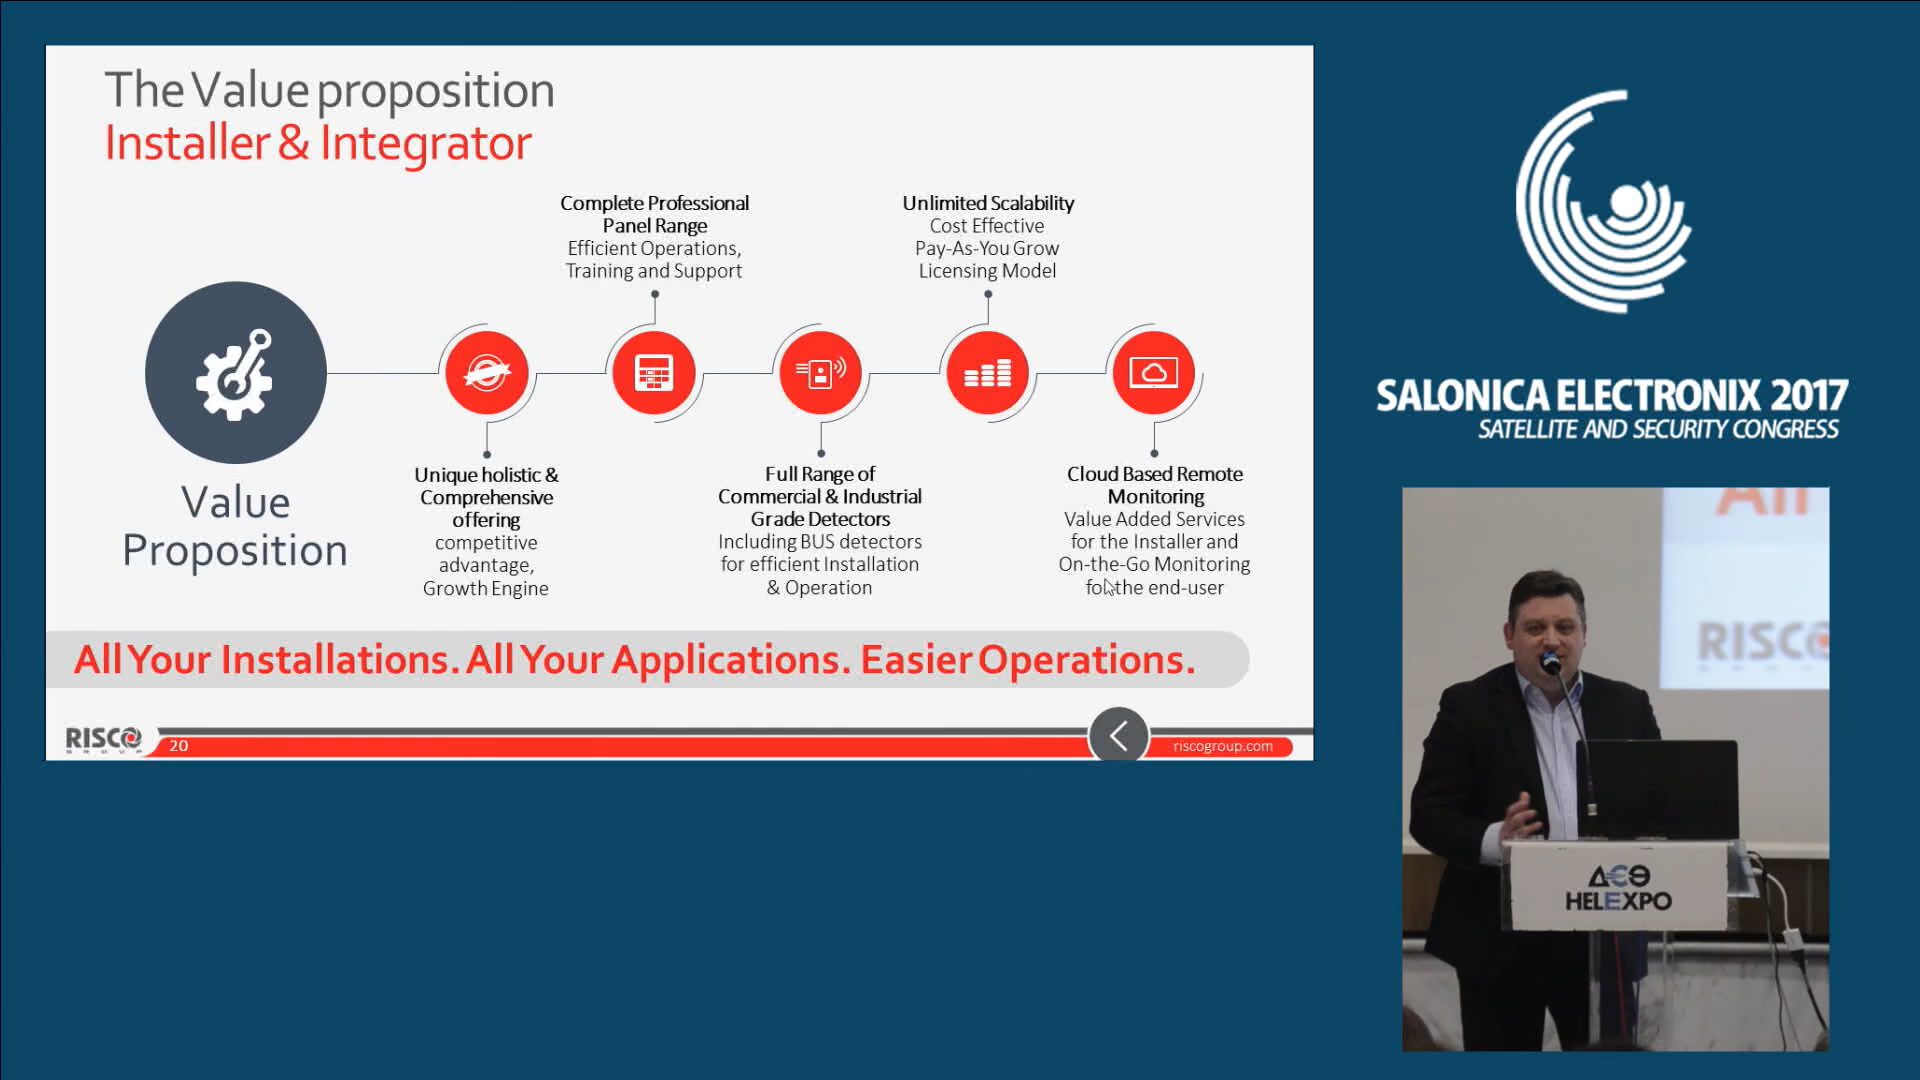 The Value proposition
Installer & Integrator
Complete Professional
Panel Range
Efficient Operations,
Training and Support
Unlimited Scalability
Cost Effective
Pay-As-You Grow
Licensing Model
Value
Proposition
Unique holistic &
Comprehensive
offering
competitive
advantage,
Growth Engine
Full Range of
Commercial & Industrial
Grade Detectors
Including BUS detectors
for efficient Installation
& Operation
Cloud Based Remote
Monitoring
Value Added Services
for the Installer and
On-the-Go Monitoring
for the end-user
All Your Installations. All Your Applications. Easier Operations.
RISCO
GROUP
20
riscogroup.com
SALONICA ELECTRONIX 2017
SATELLITE AND SECURITY CONGRESS
All
RISCO
ΔΕΘ
HELEXPO